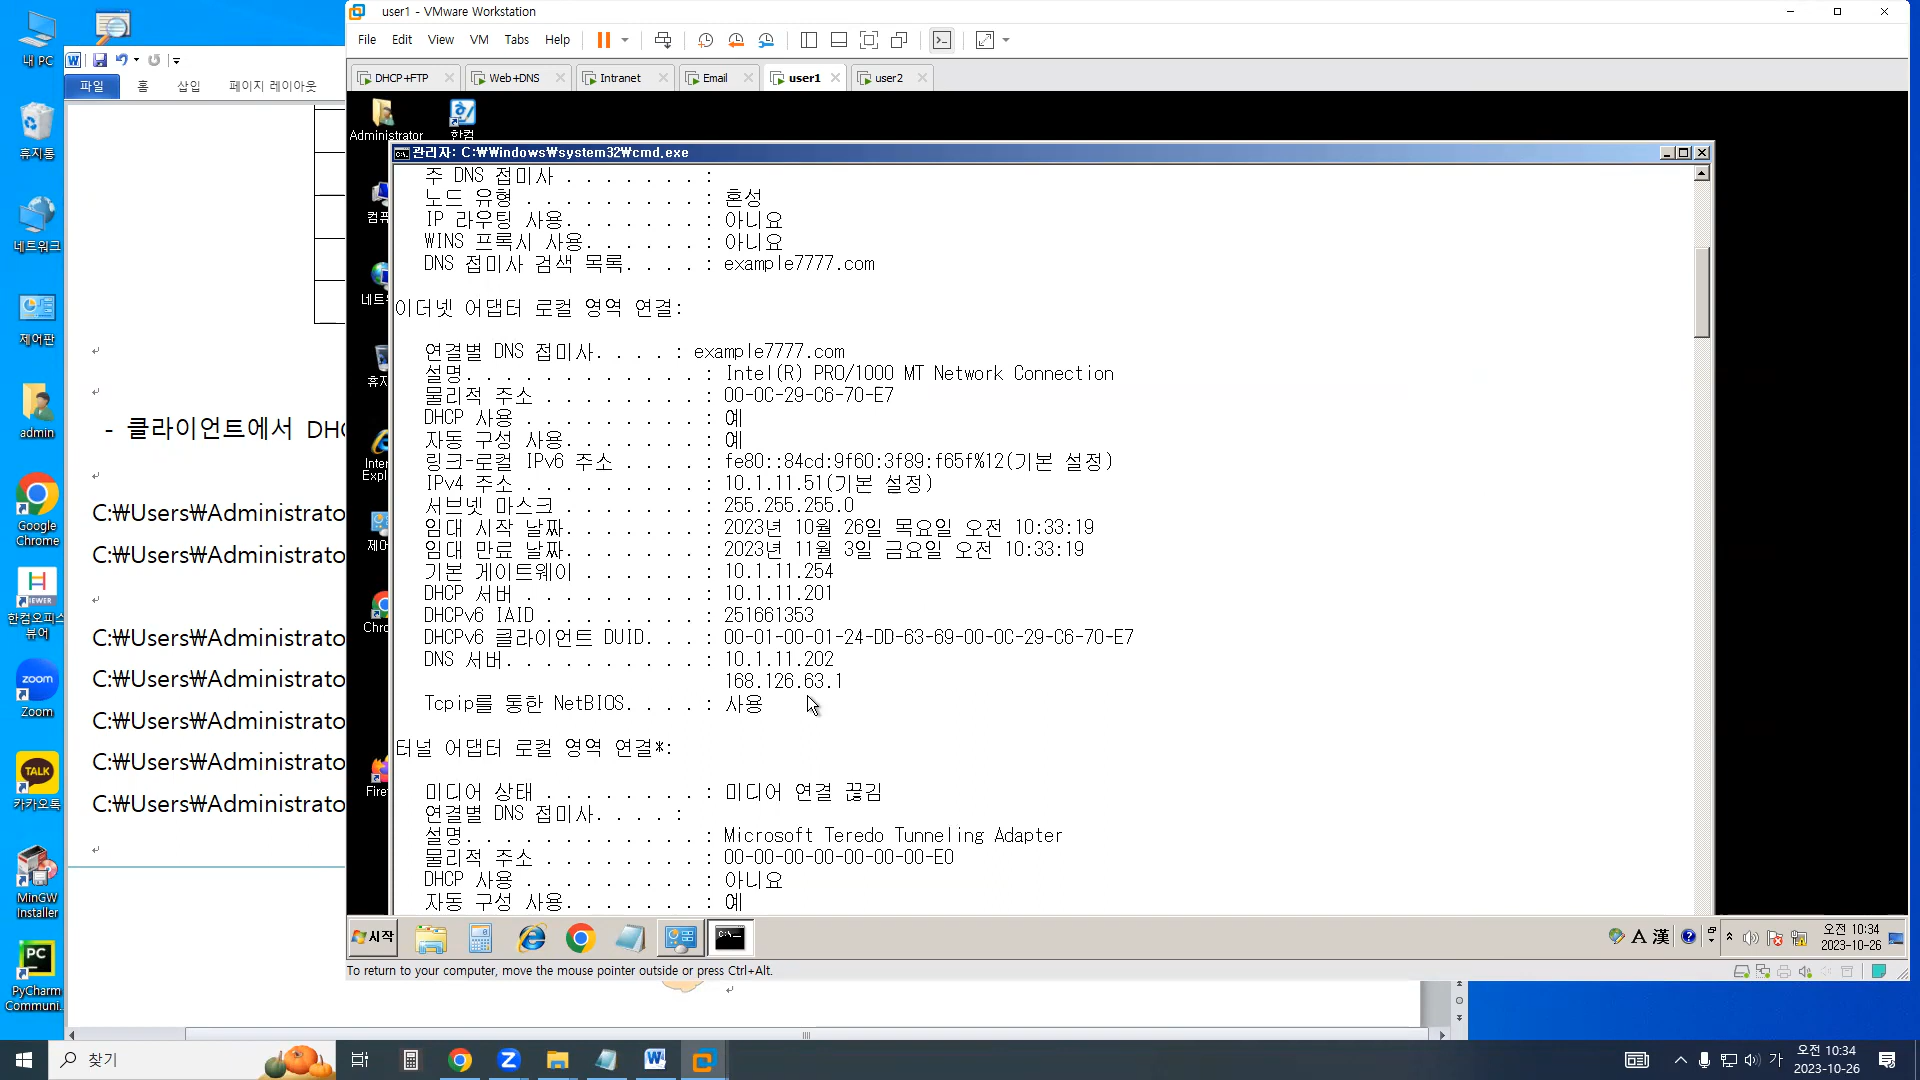 user1 - VMware Workstation
File Edit View VM Tabs Help
DHCP+FTP Web+DNS Intranet Email user1 user2
내 PC
휴지통
네트워크
제어판
admin
Google Chrome
한컴오피스 뷰어
Zoom
카카오톡
MinGW Installer
PyCharm Communi...
파일 홈 삽입 페이지 레이아웃
- 클라이언트에서 DHC
C:₩Users₩Administrato
C:₩Users₩Administrato
C:₩Users₩Administrato
C:₩Users₩Administrato
C:₩Users₩Administrato
C:₩Users₩Administrato
C:₩Users₩Administrato
Administrator 한컴
관리자: C:₩Windows₩system32₩cmd.exe
주 DNS 접미사 . . . . . . . :
노드 유형 . . . . . . . . . : 혼성
IP 라우팅 사용. . . . . . . : 아니요
WINS 프록시 사용. . . . . . : 아니요
DNS 접미사 검색 목록. . . . : example7777.com
이더넷 어댑터 로컬 영역 연결:
연결별 DNS 접미사. . . . : example7777.com
설명. . . . . . . . . . . . : Intel(R) PRO/1000 MT Network Connection
물리적 주소 . . . . . . . . : 00-0C-29-C6-70-E7
DHCP 사용 . . . . . . . . . : 예
자동 구성 사용. . . . . . . : 예
링크-로컬 IPv6 주소 . . . . : fe80::84cd:9f60:3f89:f65f%12(기본 설정)
IPv4 주소 . . . . . . . . . : 10.1.11.51(기본 설정)
서브넷 마스크 . . . . . . . : 255.255.255.0
임대 시작 날짜. . . . . . . : 2023년 10월 26일 목요일 오전 10:33:19
임대 만료 날짜. . . . . . . : 2023년 11월 3일 금요일 오전 10:33:19
기본 게이트웨이 . . . . . . : 10.1.11.254
DHCP 서버 . . . . . . . . . : 10.1.11.201
DHCPv6 IAID . . . . . . . . : 251661353
DHCPv6 클라이언트 DUID. . . : 00-01-00-01-24-DD-63-69-00-0C-29-C6-70-E7
DNS 서버. . . . . . . . . . : 10.1.11.202
168.126.63.1
Tcpip를 통한 NetBIOS. . . . : 사용
터널 어댑터 로컬 영역 연결*:
미디어 상태 . . . . . . . . : 미디어 연결 끊김
연결별 DNS 접미사. . . . :
설명. . . . . . . . . . . . : Microsoft Teredo Tunneling Adapter
물리적 주소 . . . . . . . . : 00-00-00-00-00-00-00-E0
DHCP 사용 . . . . . . . . . : 아니요
자동 구성 사용. . . . . . . : 예
시작 A 漢 오전 10:34
2023-10-26
To return to your computer, move the mouse pointer outside or press Ctrl+Alt.
찾기 가 오전 10:34
2023-10-26